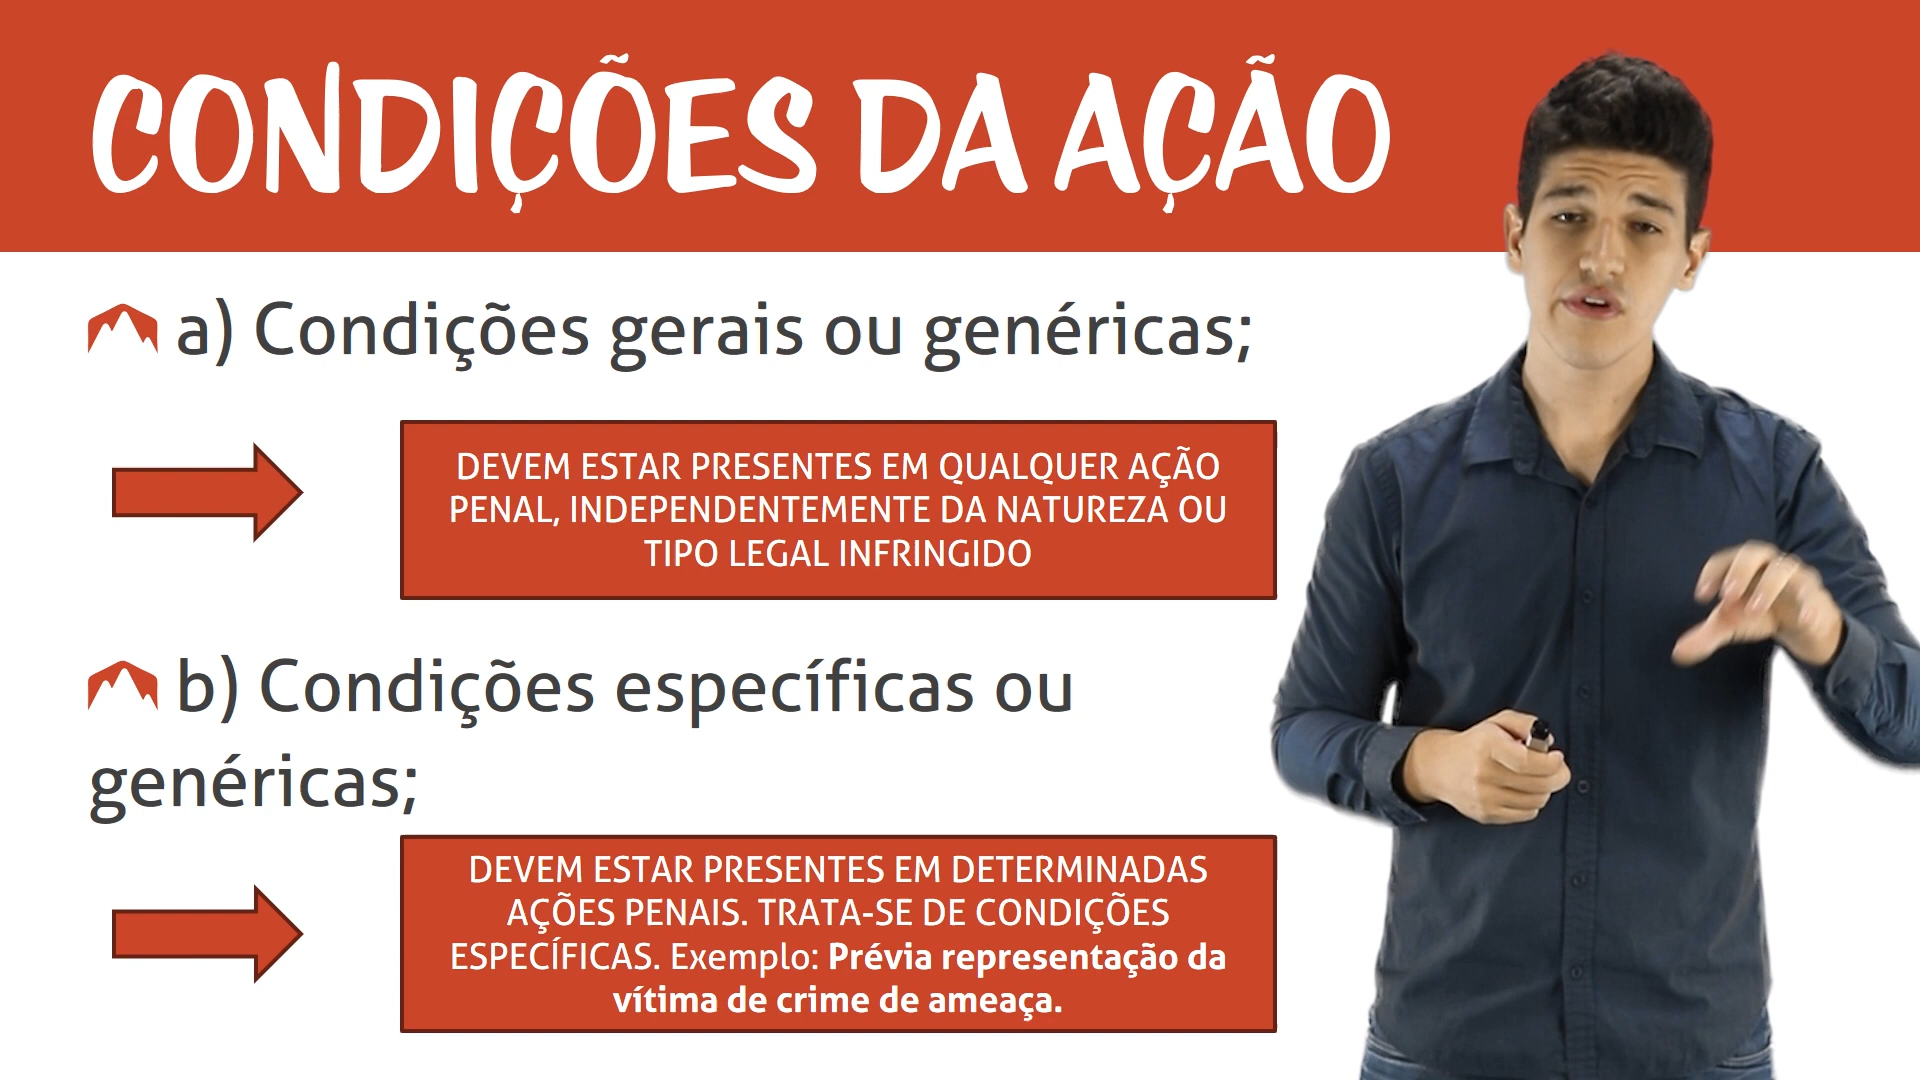 CONDIÇÕES DA AÇÃO
a) Condições gerais ou genéricas;
DEVEM ESTAR PRESENTES EM QUALQUER AÇÃO
PENAL, INDEPENDENTEMENTE DA NATUREZA OU
TIPO LEGAL INFRINGIDO
b) Condições específicas ou
genéricas;
DEVEM ESTAR PRESENTES EM DETERMINADAS
AÇÕES PENAIS. TRATA-SE DE CONDIÇÕES
ESPECÍFICAS. Exemplo: Prévia representação da
vítima de crime de ameaça.